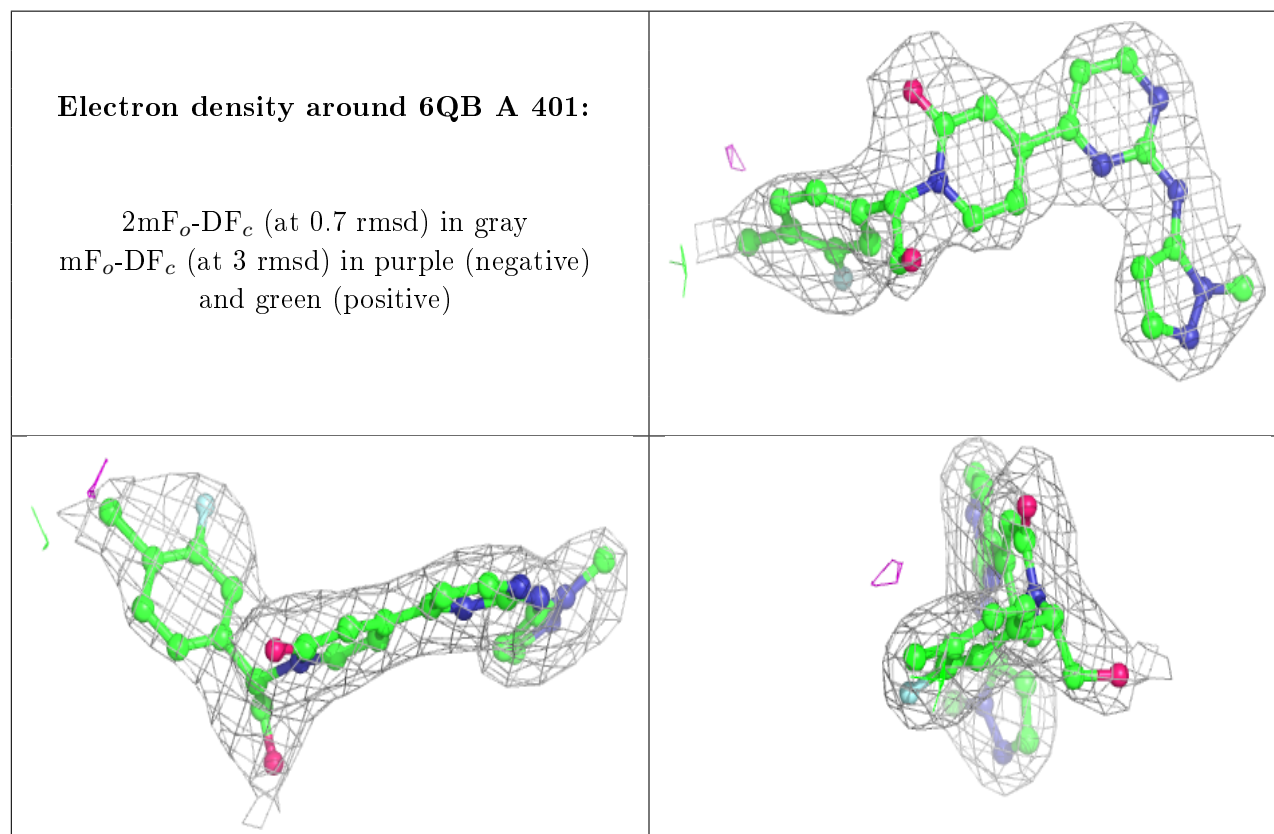 Electron density around 6QB A 401:
2mFo-DFc (at 0.7 rmsd) in gray
mFo-DFc (at 3 rmsd) in purple (negative)
and green (positive)